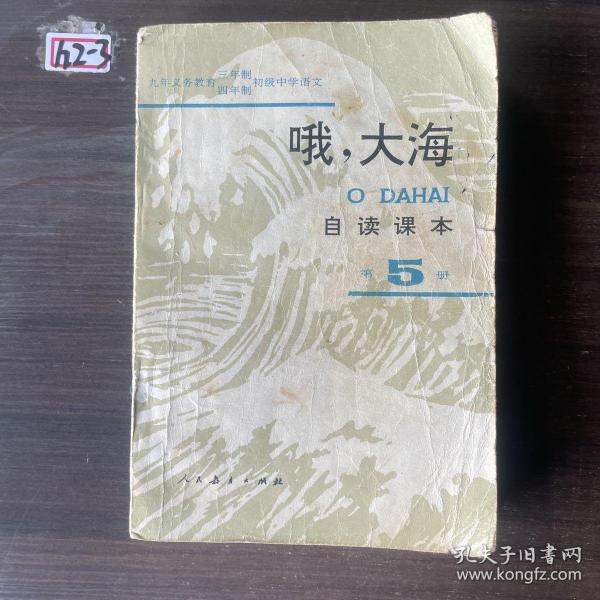 h2-3
九年义务教育三年制四年制初级中学语文
哦，大海
O DAHAI
自读课本
第5册
人民教育出版社
孔夫子旧书网
www.kongfz.com